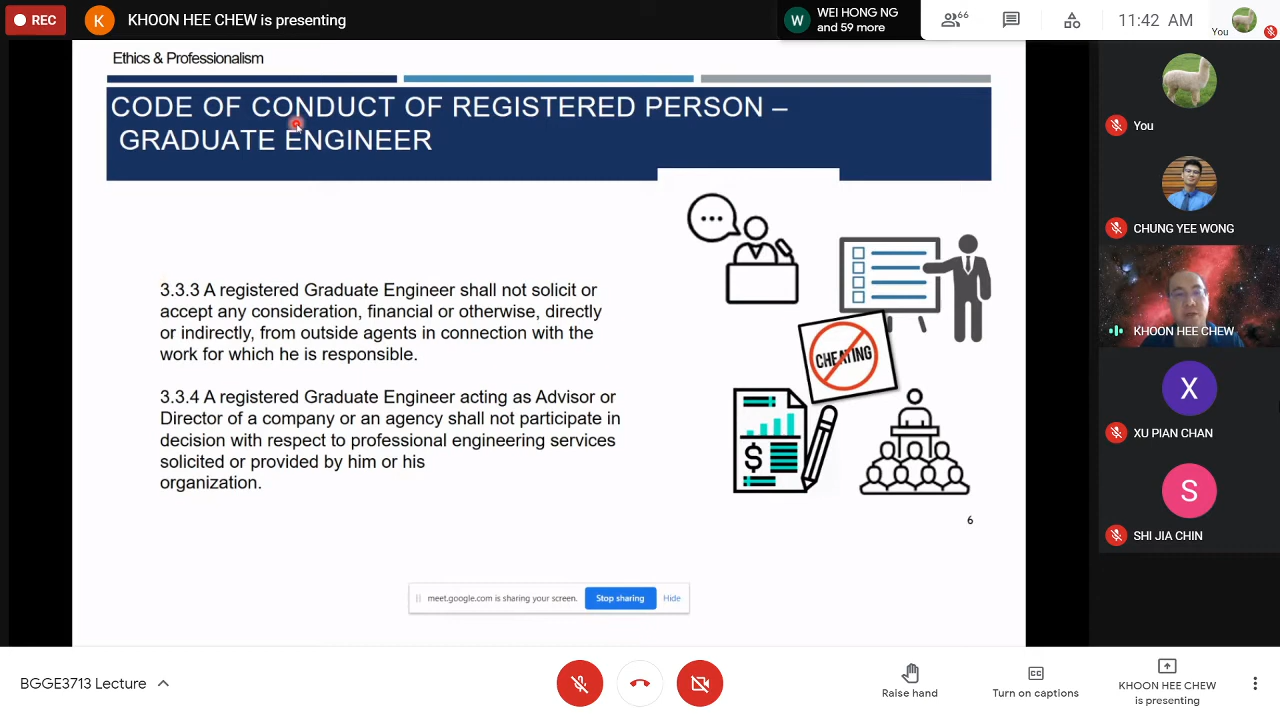 REC
K
KHOON HEE CHEW is presenting
W
WEI HONG NG
and 59 more
66
11:42 AM
You
Ethics & Professionalism
CODE OF CONDUCT OF REGISTERED PERSON –
GRADUATE ENGINEER
3.3.3 A registered Graduate Engineer shall not solicit or
accept any consideration, financial or otherwise, directly
or indirectly, from outside agents in connection with the
work for which he is responsible.
3.3.4 A registered Graduate Engineer acting as Advisor or
Director of a company or an agency shall not participate in
decision with respect to professional engineering services
solicited or provided by him or his
organization.
CHEATING
$
6
meet.google.com is sharing your screen.
Stop sharing
Hide
You
CHUNG YEE WONG
KHOON HEE CHEW
X
XU PIAN CHAN
S
SHI JIA CHIN
BGGE3713 Lecture
Raise hand
Turn on captions
KHOON HEE CHEW
is presenting